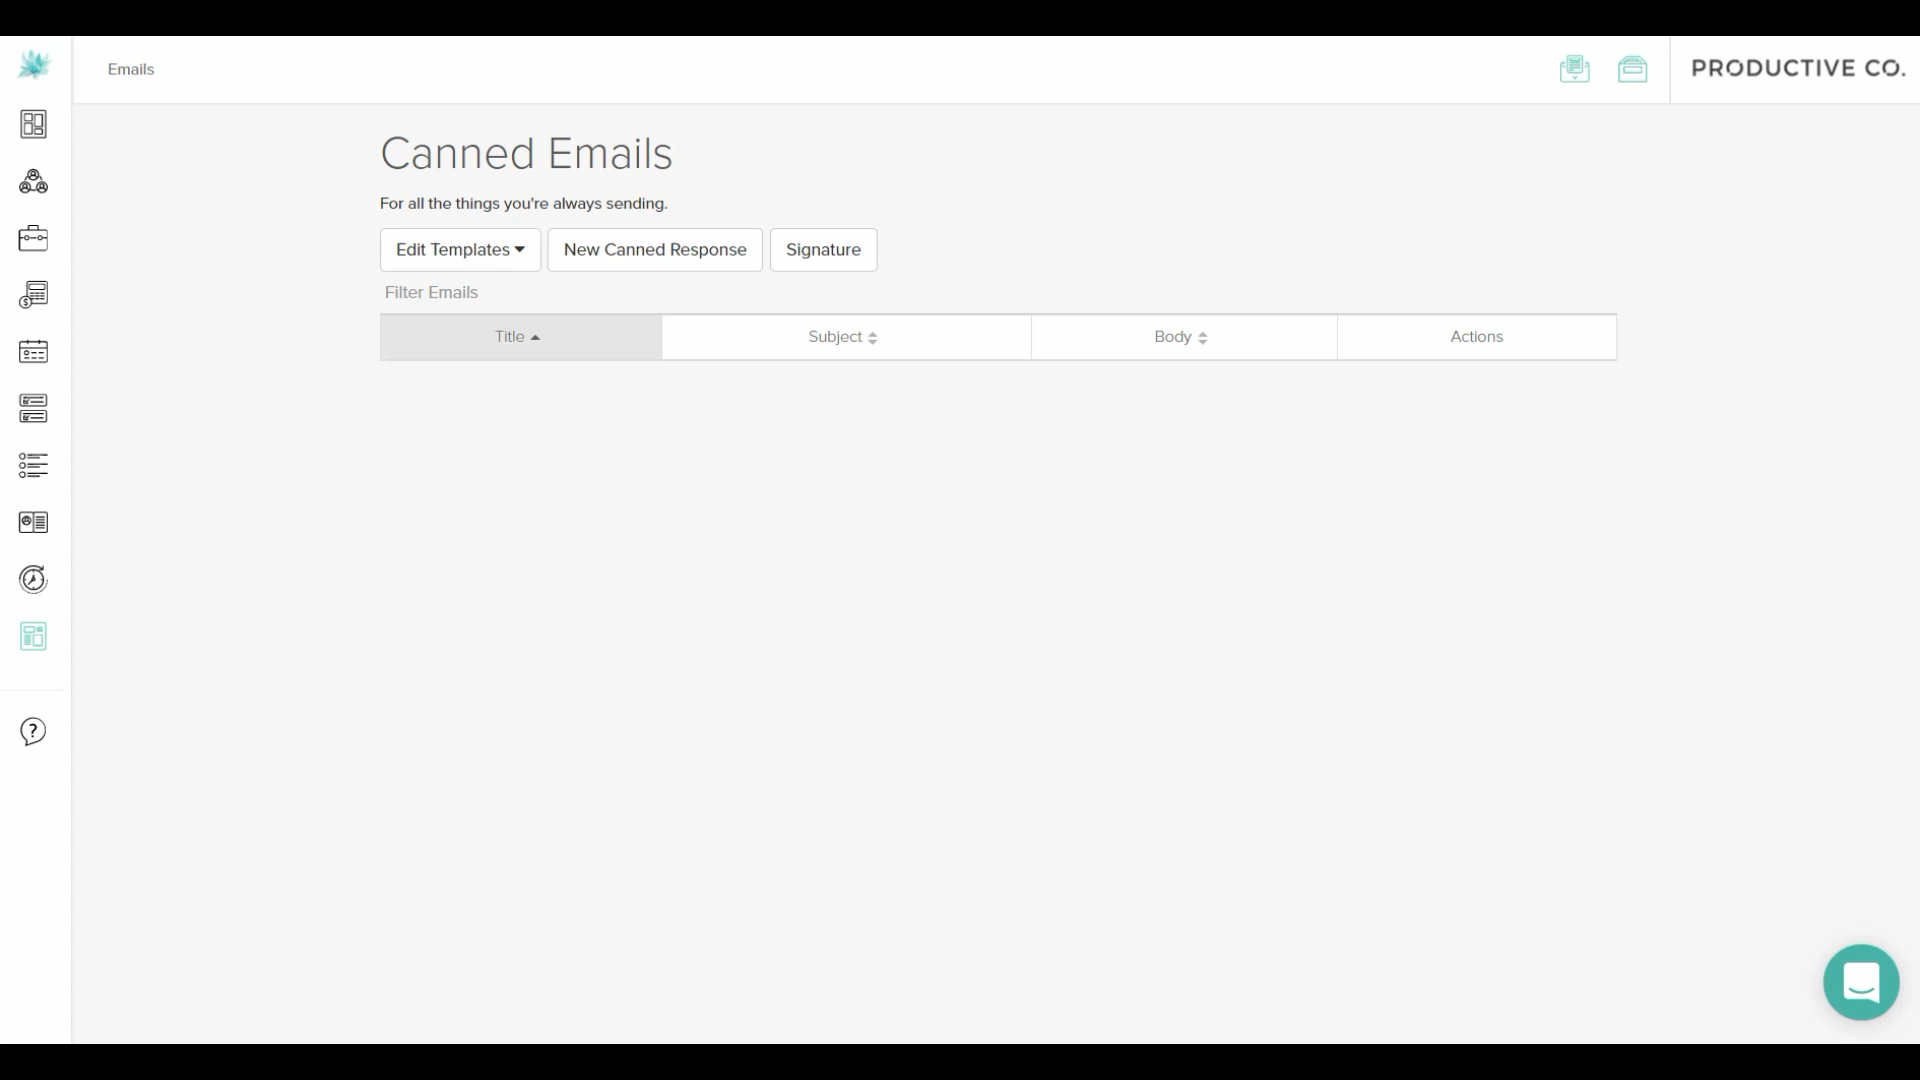 Emails
PRODUCTIVE CO.
Canned Emails
For all the things you're always sending.
Edit Templates New Canned Response Signature
Filter Emails
Title Subject Body Actions
?